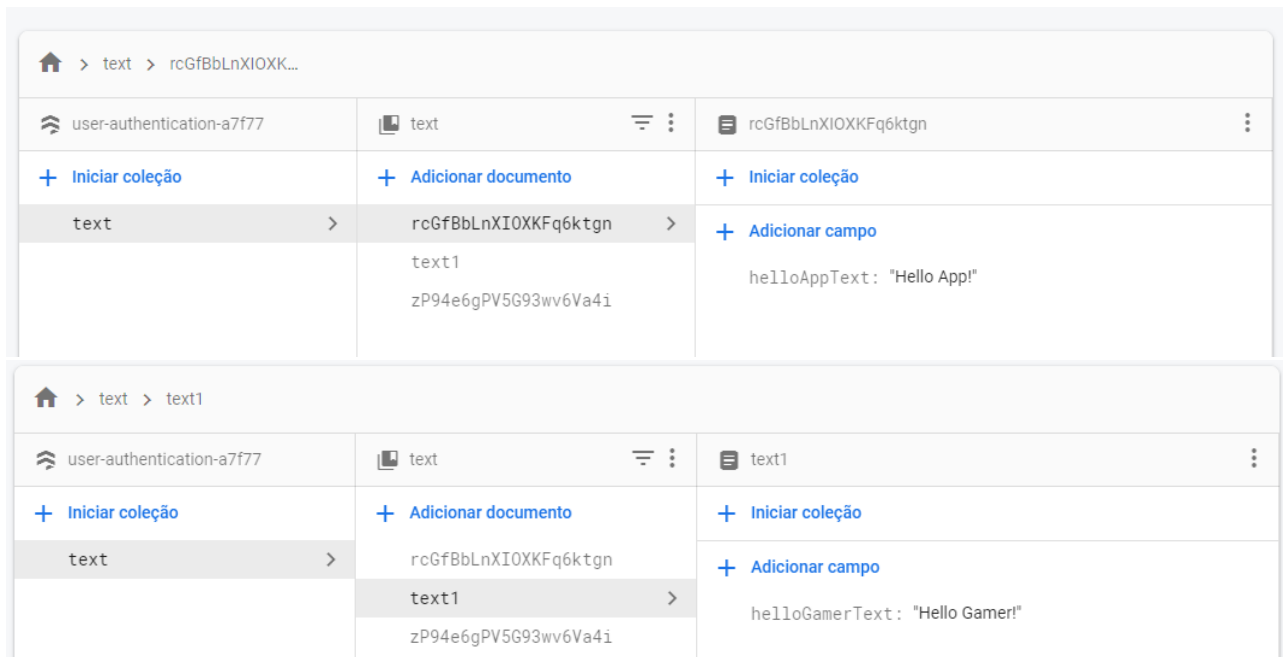 text > rcGfBbLnXIOXK...
user-authentication-a7f77
text
rcGfBbLnXIOXKFq6ktgn
+ Iniciar coleção
+ Adicionar documento
+ Iniciar coleção
text
rcGfBbLnXIOXKFq6ktgn
+ Adicionar campo
text1
helloAppText: "Hello App!"
zP94e6gPV5G93wv6Va4i
> text > text1
user-authentication-a7f77
text
text1
+ Iniciar coleção
+ Adicionar documento
+ Iniciar coleção
text
rcGfBbLnXIOXKFq6ktgn
+ Adicionar campo
text1
helloGamerText: "Hello Gamer!"
zP94e6gPV5G93wv6Va4i